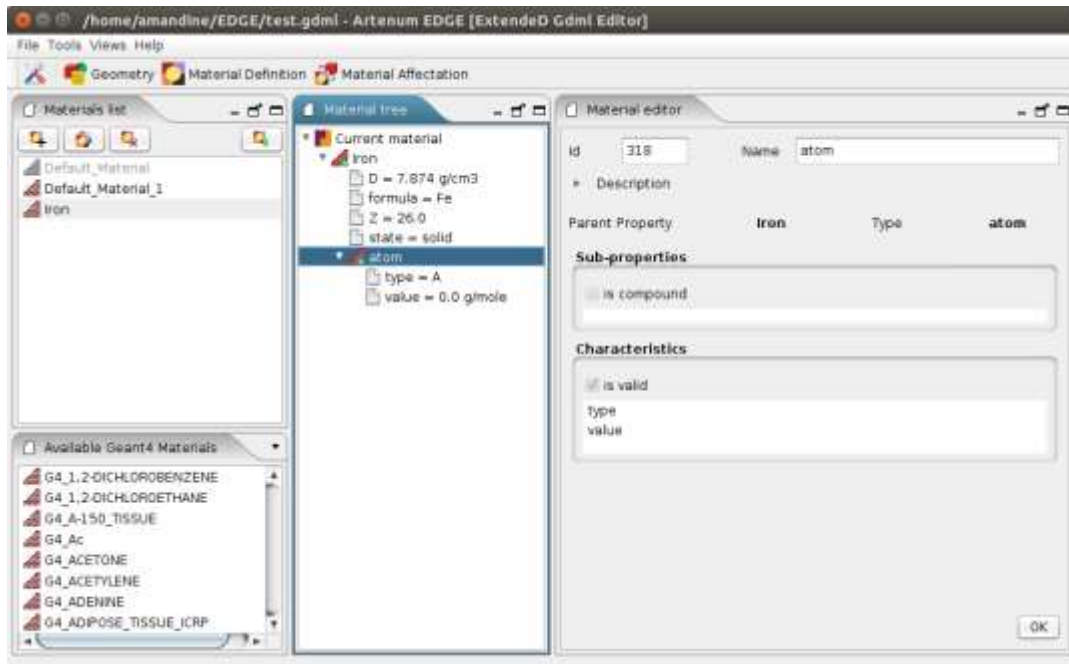 /home/amandine/EDGE/test.gdml - Artenum EDGE [ExtendeD Gdml Editor]
File Tools Views Help
Geometry Material Definition Material Affectation
Materials list
Default_Material
Default_Material_1
Iron
Available Geant4 Materials
G4_1,2-DICHLOROBENZENE
G4_1,2-DICHLOROETHANE
G4_A-150_TISSUE
G4_Ac
G4_ACETONE
G4_ACETYLENE
G4_ADENINE
G4_ADIPOSE_TISSUE_ICRP
Material tree
Current material
Iron
D = 7.874 g/cm3
formula = Fe
Z = 26.0
state = solid
atom
type = A
value = 0.0 g/mole
Material editor
id 318 Name atom
Description
Parent Property Iron Type atom
Sub-properties
is compound
Characteristics
is valid
type
value
OK